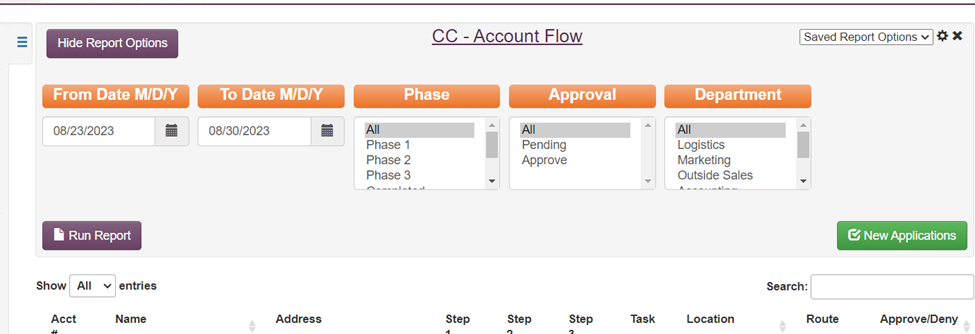 Hide Report Options
CC - Account Flow
Saved Report Options
From Date M/D/Y
To Date M/D/Y
Phase
Approval
Department
08/23/2023
08/30/2023
All
Phase 1
Phase 2
Phase 3
Completed
All
Pending
Approve
All
Logistics
Marketing
Outside Sales
Accounting
Run Report
New Applications
Show All entries
Search:
Acct #
Name
Address
Step 1
Step 2
Step 3
Task
Location
Route
Approve/Deny